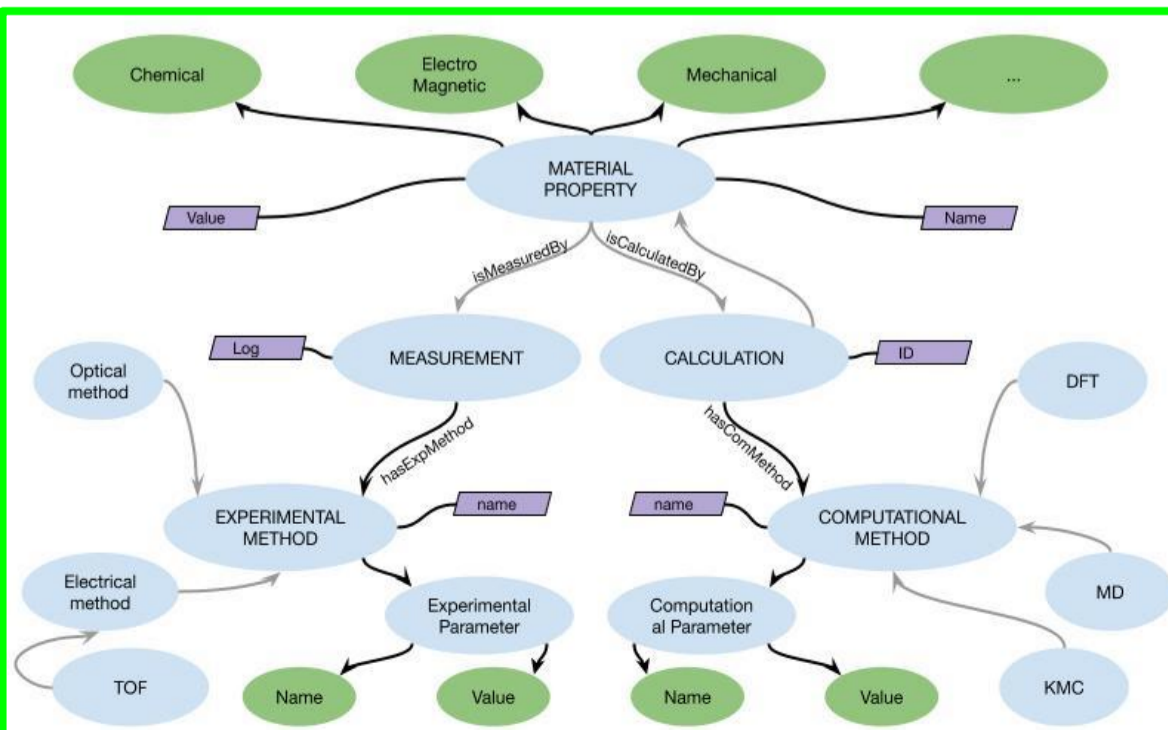 Chemical
Electro
Magnetic
Mechanical
...
MATERIAL
PROPERTY
Value
Name
isMeasuredBy
isCalculatedBy
Log
MEASUREMENT
CALCULATION
ID
Optical
method
DFT
hasExpMethod
hasComMethod
EXPERIMENTAL
METHOD
name
name
COMPUTATIONAL
METHOD
Electrical
method
Experimental
Parameter
Computation
al Parameter
MD
TOF
Name
Value
Name
Value
KMC